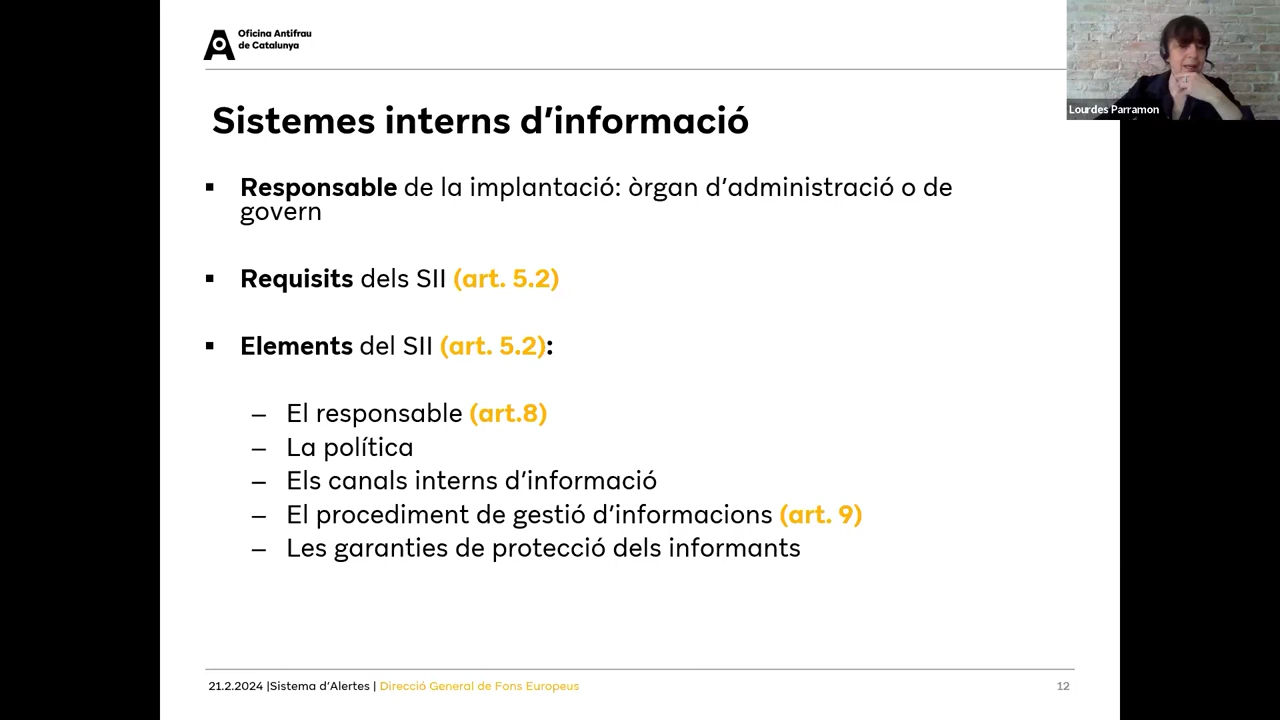 Oficina Antifrau
de Catalunya
Lourdes Parramon
Sistemes interns d'informació
▪ Responsable de la implantació: òrgan d'administració o de
govern
▪ Requisits dels SII (art. 5.2)
▪ Elements del SII (art. 5.2):
– El responsable (art.8)
– La política
– Els canals interns d'informació
– El procediment de gestió d'informacions (art. 9)
– Les garanties de protecció dels informants
21.2.2024 |Sistema d'Alertes | Direcció General de Fons Europeus
12